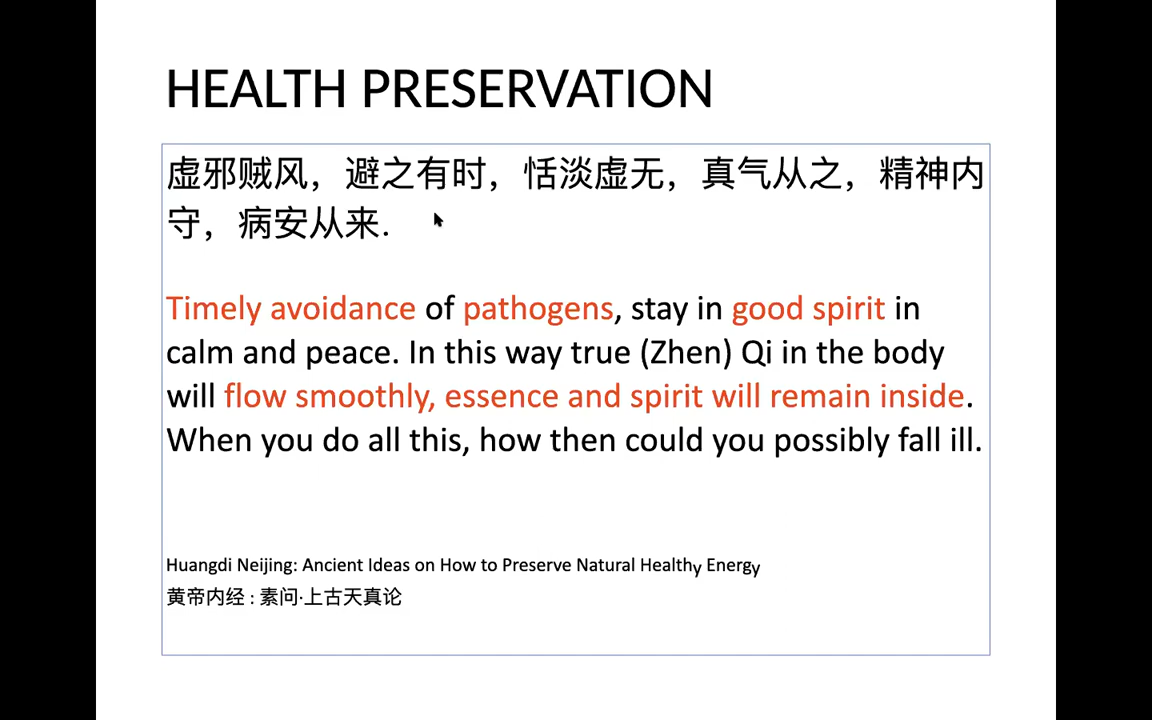 HEALTH PRESERVATION
虚邪贼风，避之有时，恬淡虚无，真气从之，精神内
守，病安从来.
Timely avoidance of pathogens, stay in good spirit in
calm and peace. In this way true (Zhen) Qi in the body
will flow smoothly, essence and spirit will remain inside.
When you do all this, how then could you possibly fall ill.
Huangdi Neijing: Ancient Ideas on How to Preserve Natural Healthy Energy
黄帝内经 : 素问·上古天真论